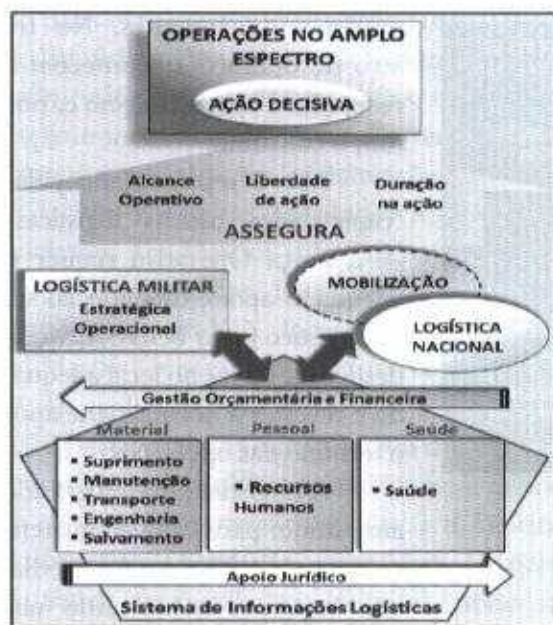 OPERAÇÕES NO AMPLO
ESPECTRO
AÇÃO DECISIVA
Alcance
Operativo
Liberdade
de ação
Duração
na ação
ASSEGURA
LOGÍSTICA MILITAR
Estratégica
Operacional
MOBILIZAÇÃO
LOGÍSTICA
NACIONAL
Gestão Orçamentária e Financeira
Material
▪ Suprimento
▪ Manutenção
▪ Transporte
▪ Engenharia
▪ Salvamento
Pessoal
▪ Recursos
Humanos
Saúde
▪ Saúde
Apoio Jurídico
Sistema de Informações Logísticas